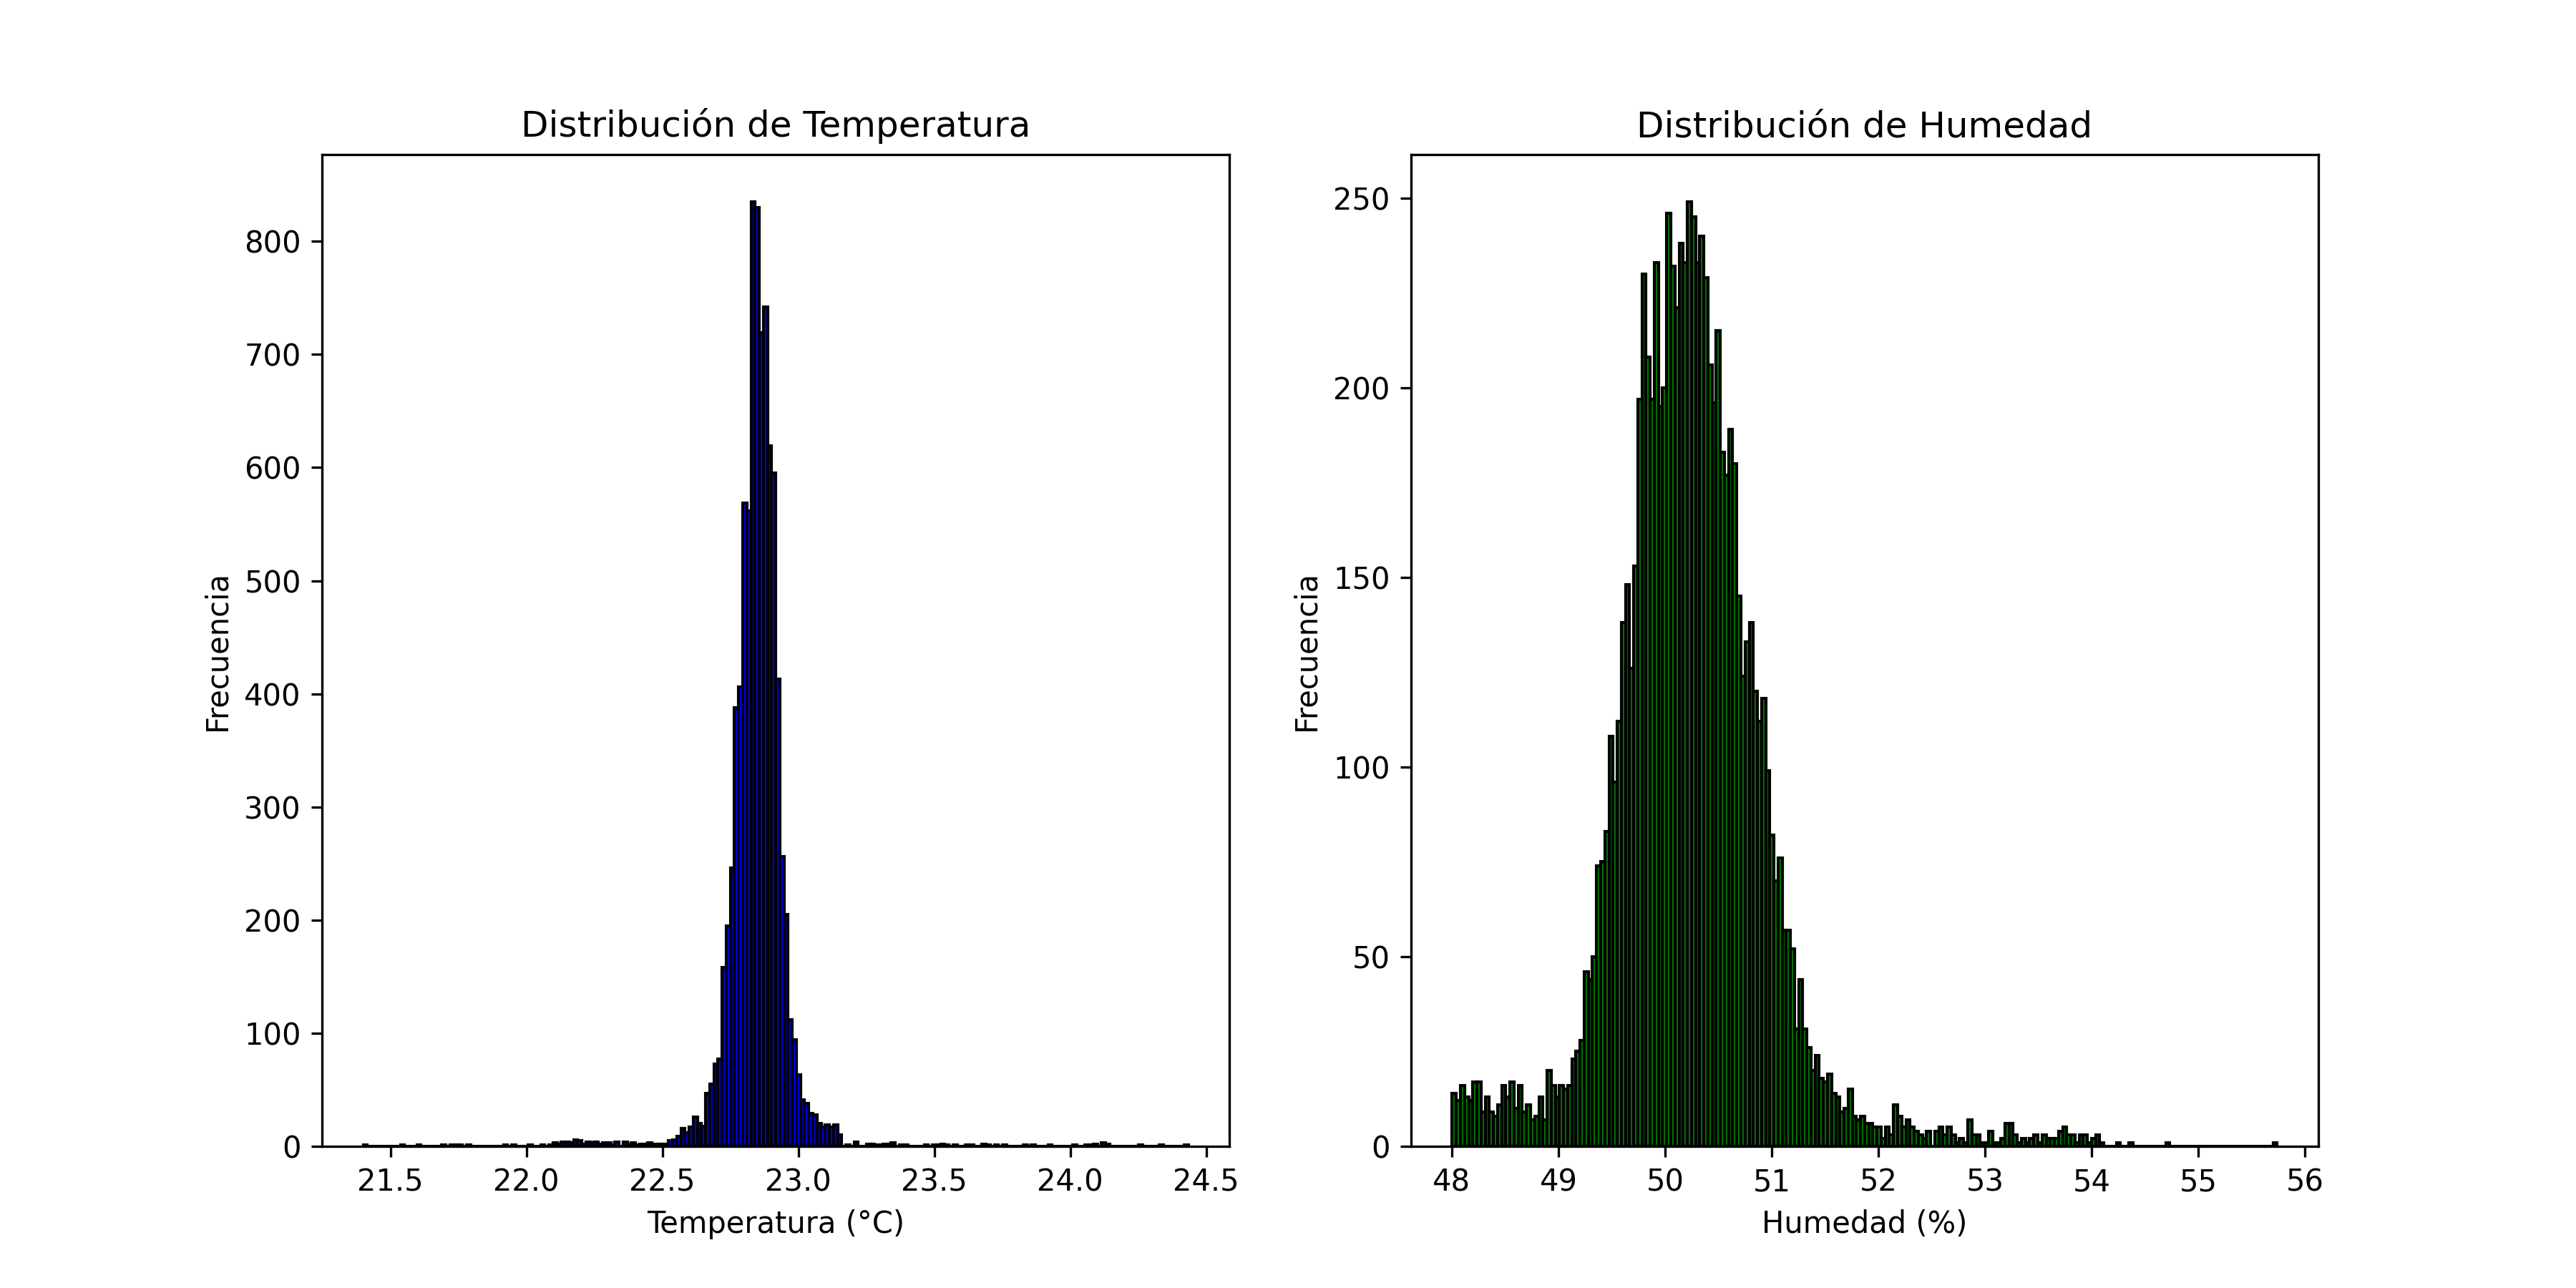 Distribución de Temperatura
800
700
600
500
400
300
200
100
0
Frecuencia
21.5 22.0 22.5 23.0 23.5 24.0 24.5
Temperatura (°C)
Distribución de Humedad
250
200
150
100
50
0
Frecuencia
48 49 50 51 52 53 54 55 56
Humedad (%)